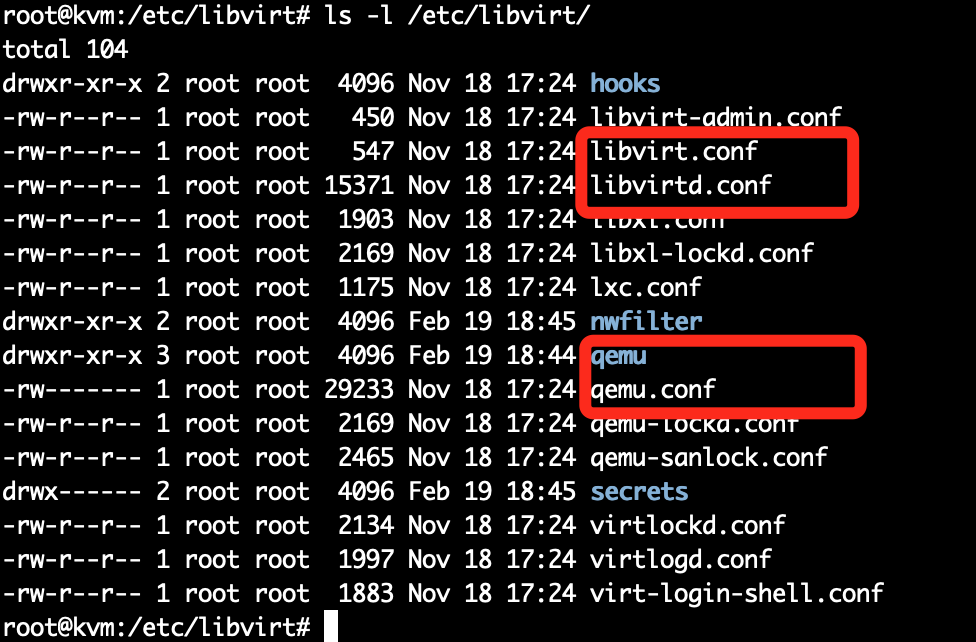 root@kvm:/etc/libvirt# ls -l /etc/libvirt/
total 104
drwxr-xr-x 2 root root  4096 Nov 18 17:24 hooks
-rw-r--r-- 1 root root   450 Nov 18 17:24 libvirt-admin.conf
-rw-r--r-- 1 root root   547 Nov 18 17:24 libvirt.conf
-rw-r--r-- 1 root root 15371 Nov 18 17:24 libvirtd.conf
-rw-r--r-- 1 root root  1903 Nov 18 17:24 libxl.conf
-rw-r--r-- 1 root root  2169 Nov 18 17:24 libxl-lockd.conf
-rw-r--r-- 1 root root  1175 Nov 18 17:24 lxc.conf
drwxr-xr-x 2 root root  4096 Feb 19 18:45 nwfilter
drwxr-xr-x 3 root root  4096 Feb 19 18:44 qemu
-rw------- 1 root root 29233 Nov 18 17:24 qemu.conf
-rw-r--r-- 1 root root  2169 Nov 18 17:24 qemu-lockd.conf
-rw-r--r-- 1 root root  2465 Nov 18 17:24 qemu-sanlock.conf
drwx------ 2 root root  4096 Feb 19 18:45 secrets
-rw-r--r-- 1 root root  2134 Nov 18 17:24 virtlockd.conf
-rw-r--r-- 1 root root  1997 Nov 18 17:24 virtlogd.conf
-rw-r--r-- 1 root root  1883 Nov 18 17:24 virt-login-shell.conf
root@kvm:/etc/libvirt#